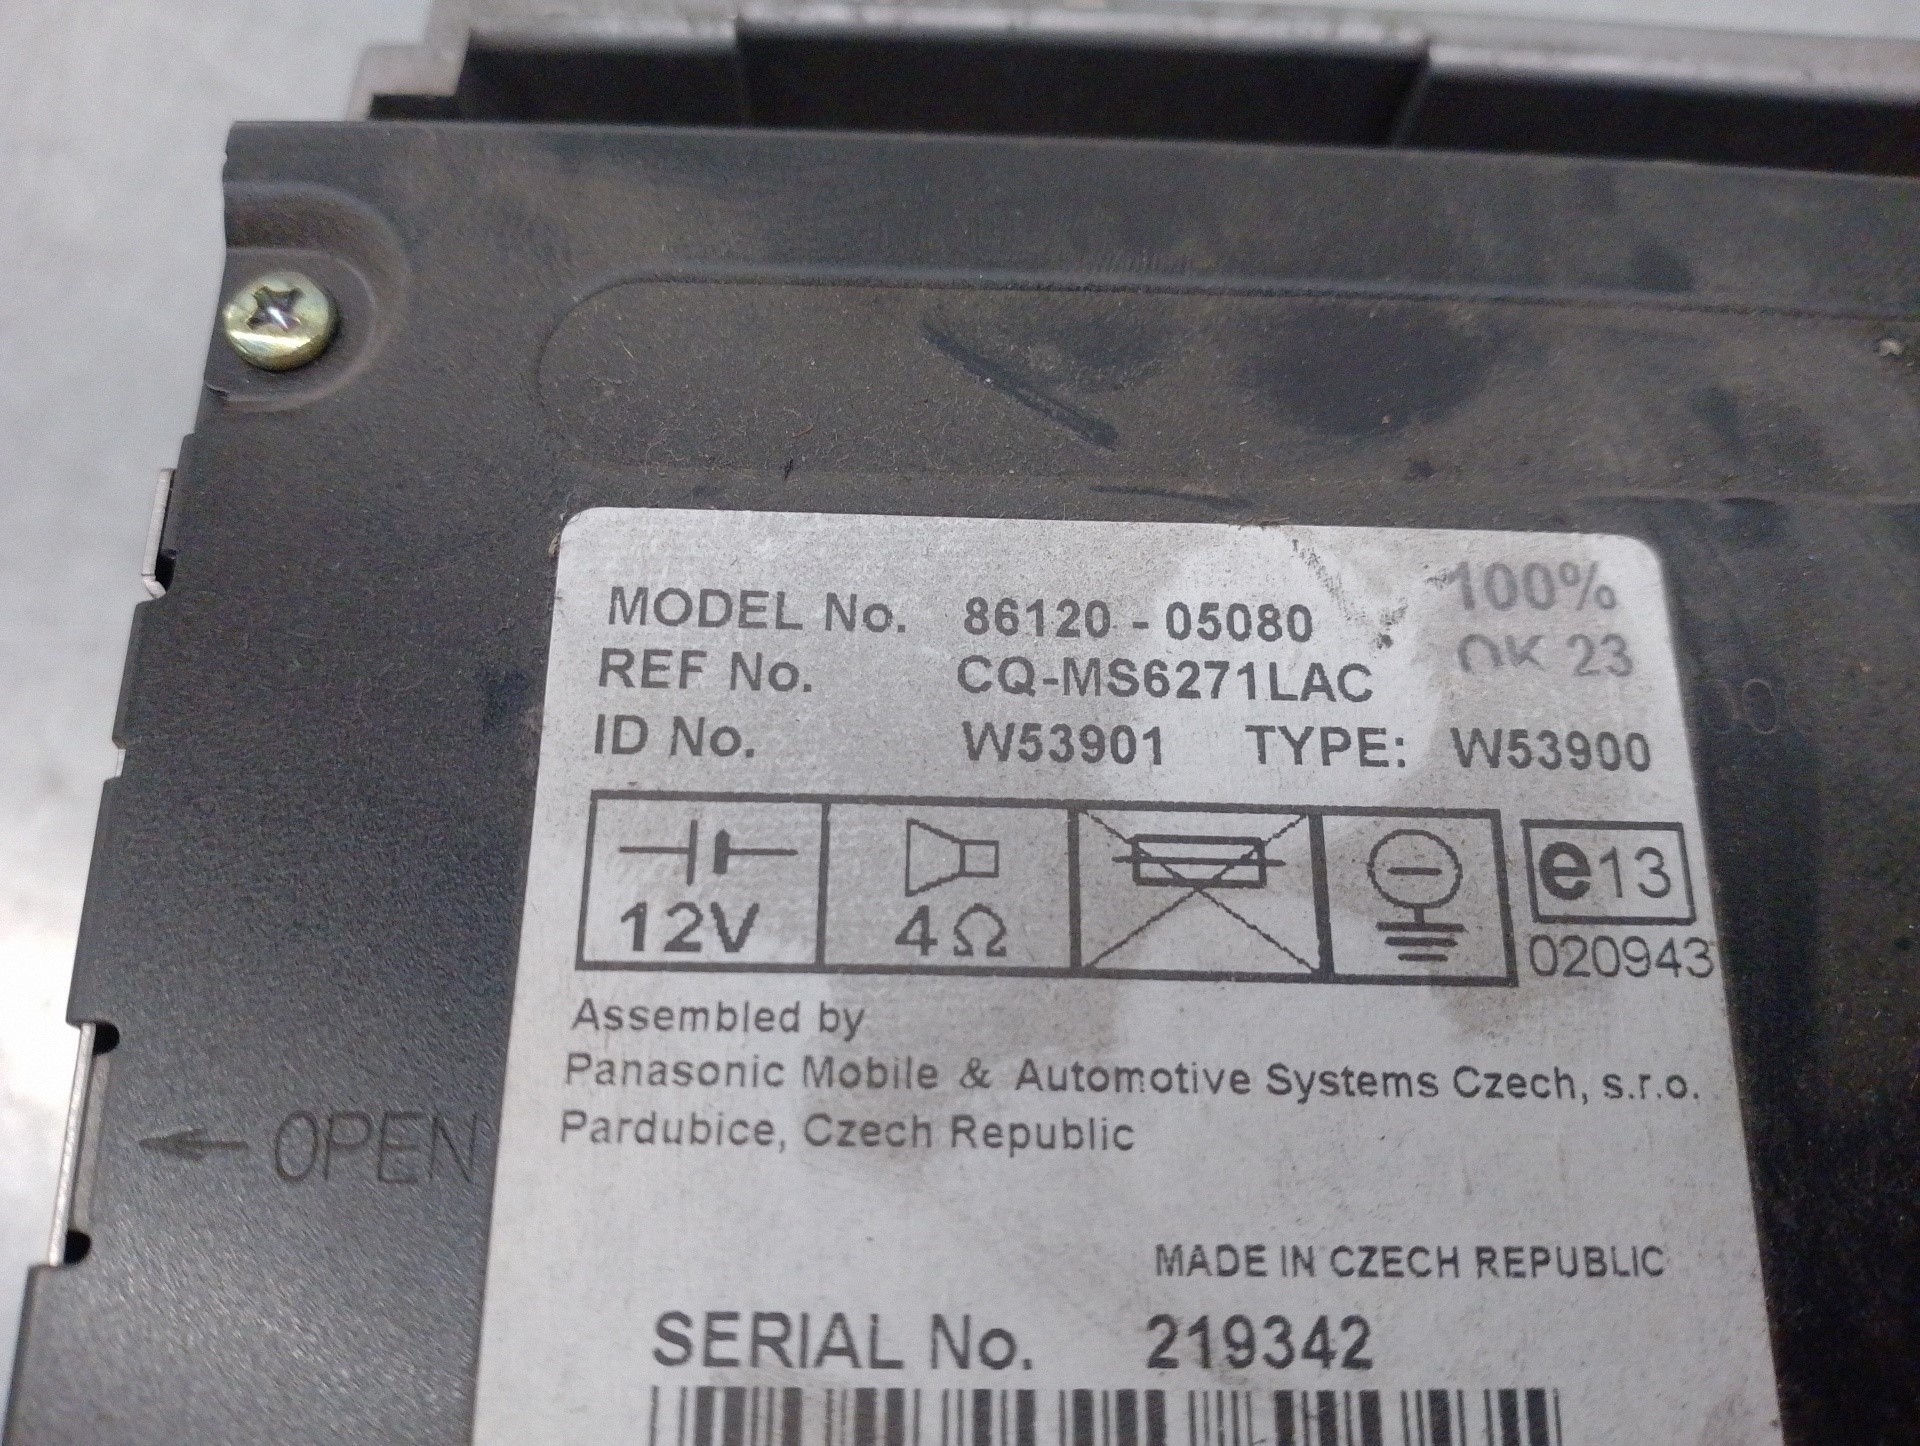 MODEL No. 86120 - 05080
100%
OK 23
REF No. CQ-MS6271LAC
ID No. W53901 TYPE: W53900
12V
4Ω
e13
020943
Assembled by
Panasonic Mobile & Automotive Systems Czech, s.r.o.
Pardubice, Czech Republic
← OPEN
MADE IN CZECH REPUBLIC
SERIAL No. 219342